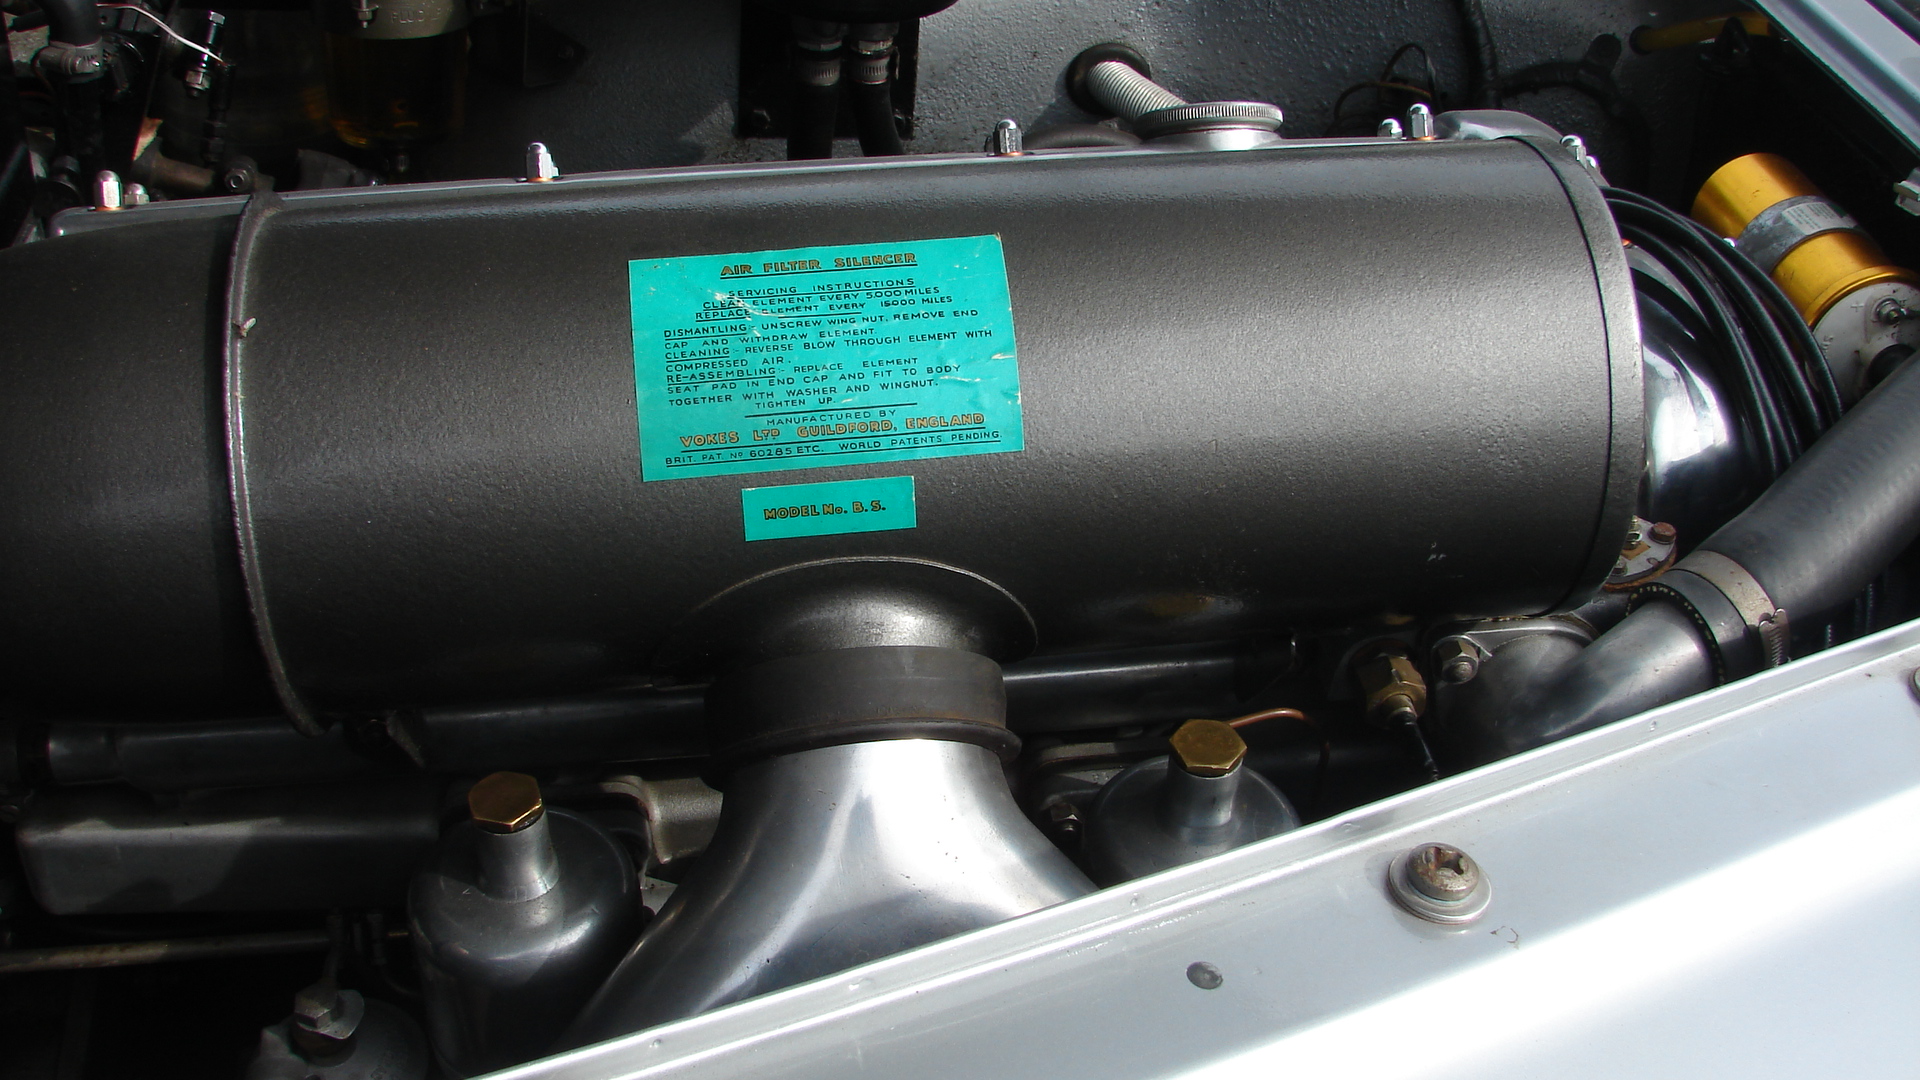 AIR FILTER SILENCER
SERVICING INSTRUCTIONS
CLEAN ELEMENT EVERY 5,000 MILES
REPLACE ELEMENT EVERY 15000 MILES
DISMANTLING:- UNSCREW WING NUT, REMOVE END
CAP AND WITHDRAW ELEMENT.
CLEANING:- REVERSE BLOW THROUGH ELEMENT WITH
COMPRESSED AIR.
RE-ASSEMBLING:- REPLACE ELEMENT
SEAT PAD IN END CAP AND FIT TO BODY
TOGETHER WITH WASHER AND WINGNUT.
TIGHTEN UP.
MANUFACTURED BY
VOKES LTD GUILDFORD, ENGLAND
BRIT. PAT. No 60285 ETC. WORLD PATENTS PENDING.
MODEL No. B.5.